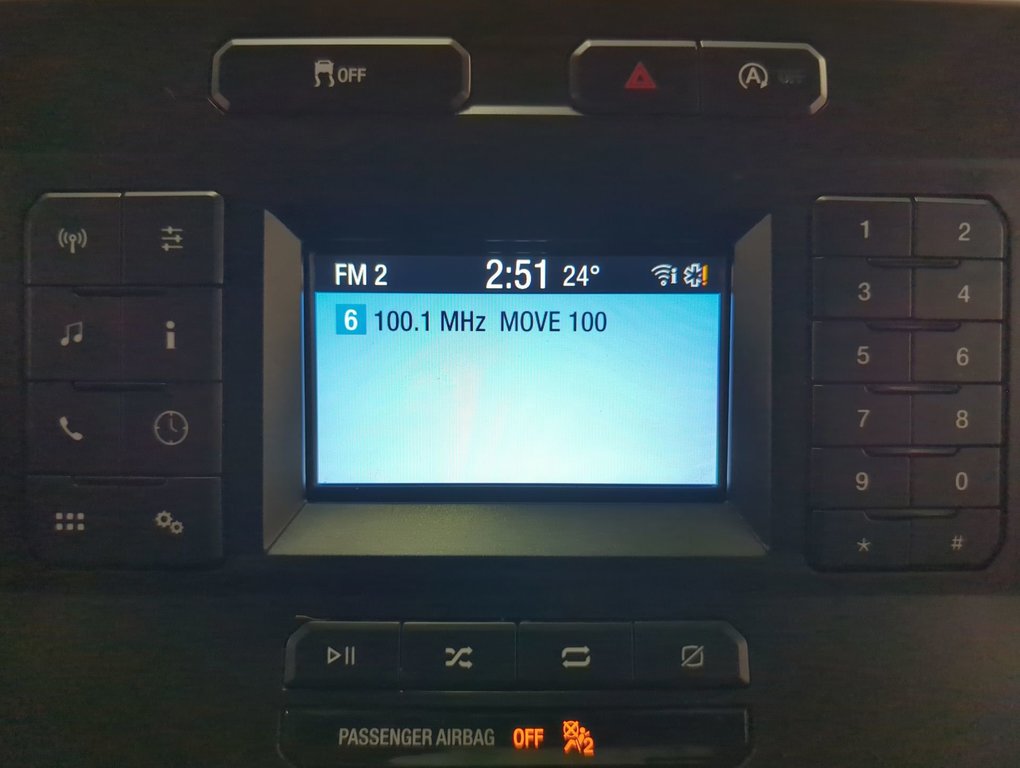 OFF
A OFF
FM 2 2:51 24°
6 100.1 MHz MOVE 100
1 2
3 4
5 6
7 8
9 0
* #
PASSENGER AIRBAG OFF 2